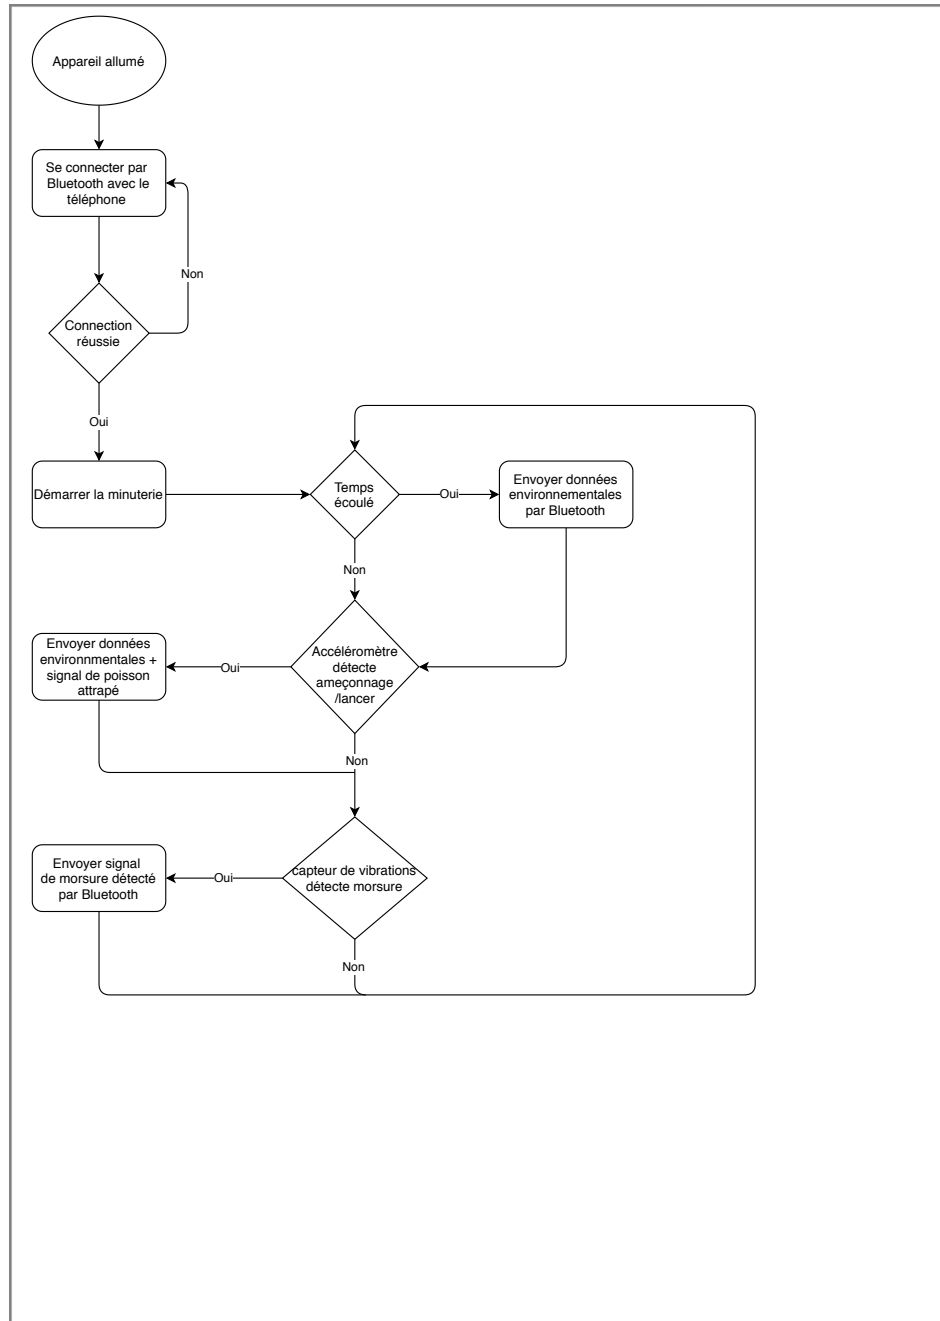 Appareil allumé
Se connecter par
Bluetooth avec le
téléphone
Non
Connection
réussie
Oui
Démarrer la minuterie
Temps
écoulé
Oui
Envoyer données
environnementales
par Bluetooth
Non
Envoyer données
environnmentales +
signal de poisson
attrapé
Oui
Accéléromètre
détecte
ameçonnage
/lancer
Non
Envoyer signal
de morsure détecté
par Bluetooth
Oui
capteur de vibrations
détecte morsure
Non